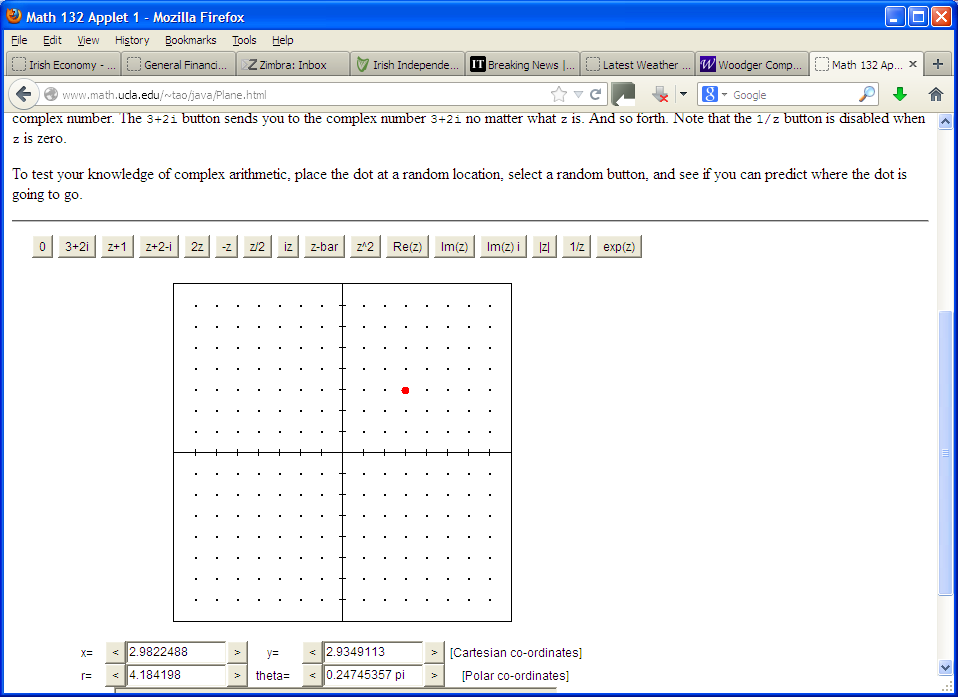 Math 132 Applet 1 - Mozilla Firefox
File Edit View History Bookmarks Tools Help
Irish Economy - ... General Financi... Zimbra: Inbox Irish Independe... IT Breaking News |... Latest Weather ... W Woodger Comp... Math 132 Ap...
www.math.ucla.edu/~tao/java/Plane.html 8 Google
complex number. The 3+2i button sends you to the complex number 3+2i no matter what z is. And so forth. Note that the 1/z button is disabled when
z is zero.
To test your knowledge of complex arithmetic, place the dot at a random location, select a random button, and see if you can predict where the dot is
going to go.
0 3+2i z+1 z+2-i 2z -z z/2 iz z-bar z^2 Re(z) Im(z) Im(z) i |z| 1/z exp(z)
x= < 2.9822488 > y= < 2.9349113 > [Cartesian co-ordinates]
r= < 4.184198 > theta= < 0.24745357 pi > [Polar co-ordinates]